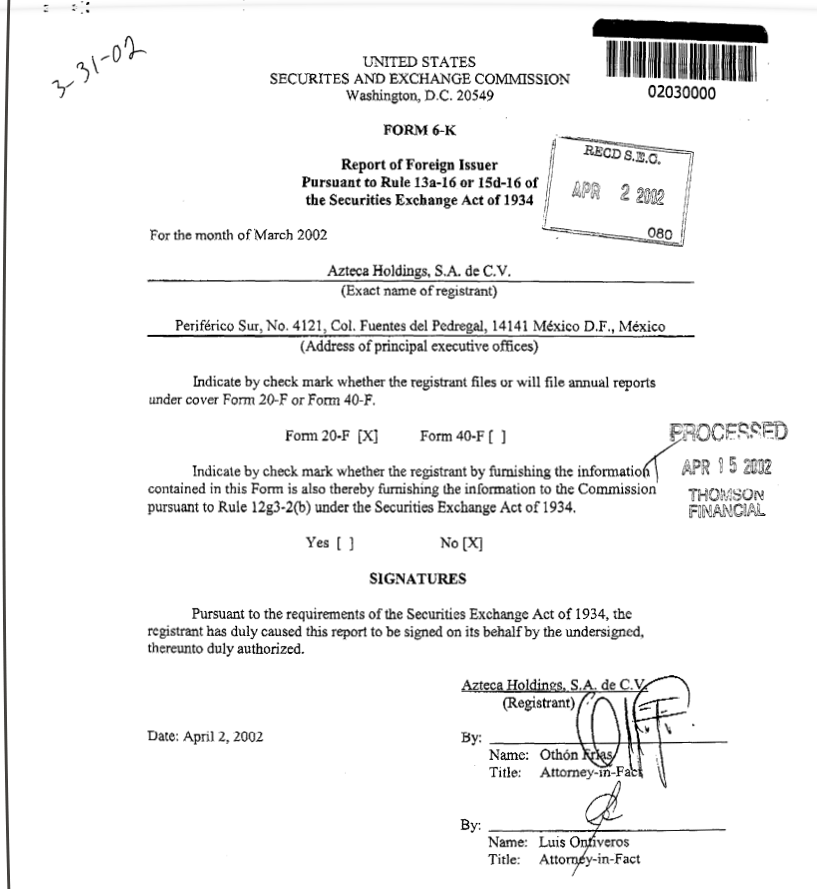 3-31-02
UNITED STATES
SECURITES AND EXCHANGE COMMISSION
Washington, D.C. 20549
02030000
FORM 6-K
Report of Foreign Issuer
Pursuant to Rule 13a-16 or 15d-16 of
the Securities Exchange Act of 1934
RECD S.E.C.
APR 2 2002
080
For the month of March 2002
Azteca Holdings, S.A. de C.V.
(Exact name of registrant)
Periférico Sur, No. 4121, Col. Fuentes del Pedregal, 14141 México D.F., México
(Address of principal executive offices)
Indicate by check mark whether the registrant files or will file annual reports
under cover Form 20-F or Form 40-F.
Form 20-F [X] Form 40-F [ ]
PROCESSED
APR 15 2002
THOMSON
FINANCIAL
Indicate by check mark whether the registrant by furnishing the information
contained in this Form is also thereby furnishing the information to the Commission
pursuant to Rule 12g3-2(b) under the Securities Exchange Act of 1934.
Yes [ ] No [X]
SIGNATURES
Pursuant to the requirements of the Securities Exchange Act of 1934, the
registrant has duly caused this report to be signed on its behalf by the undersigned,
thereunto duly authorized.
Azteca Holdings, S.A. de C.V.
(Registrant)
Date: April 2, 2002
By:
Name: Othón Frías
Title: Attorney-in-Fact
By:
Name: Luis Ontiveros
Title: Attorney-in-Fact